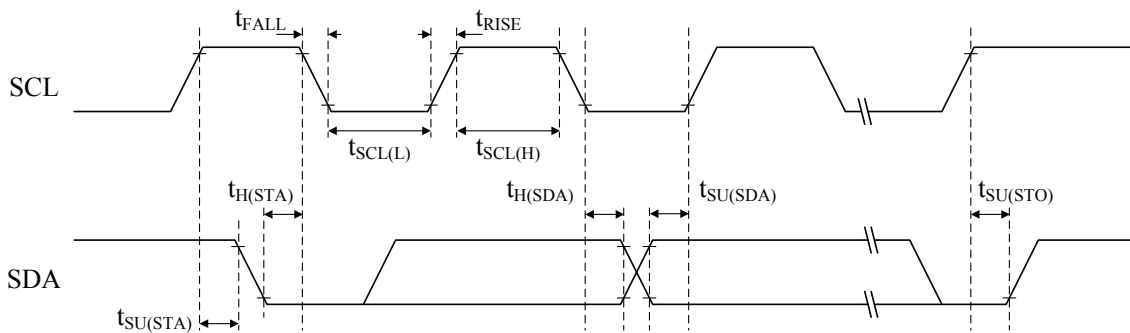 tFALL
tRISE
SCL
tSCL(L)
tSCL(H)
tH(STA)
tH(SDA)
tSU(SDA)
tSU(STO)
SDA
tSU(STA)